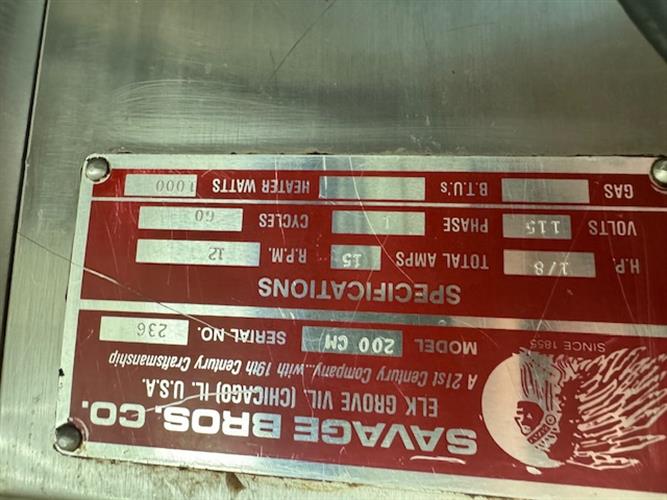 SAVAGE BROS. CO.
ELK GROVE VIL. (CHICAGO) IL. U.S.A.
A 21st Century Company...with 19th Century Craftsmanship
SINCE 1855
MODEL 200 CM SERIAL NO. 236
SPECIFICATIONS
H.P. 1/8 TOTAL AMPS 15 R.P.M. 12
VOLTS 115 PHASE 1 CYCLES 60
GAS B.T.U's HEATER WATTS 1000